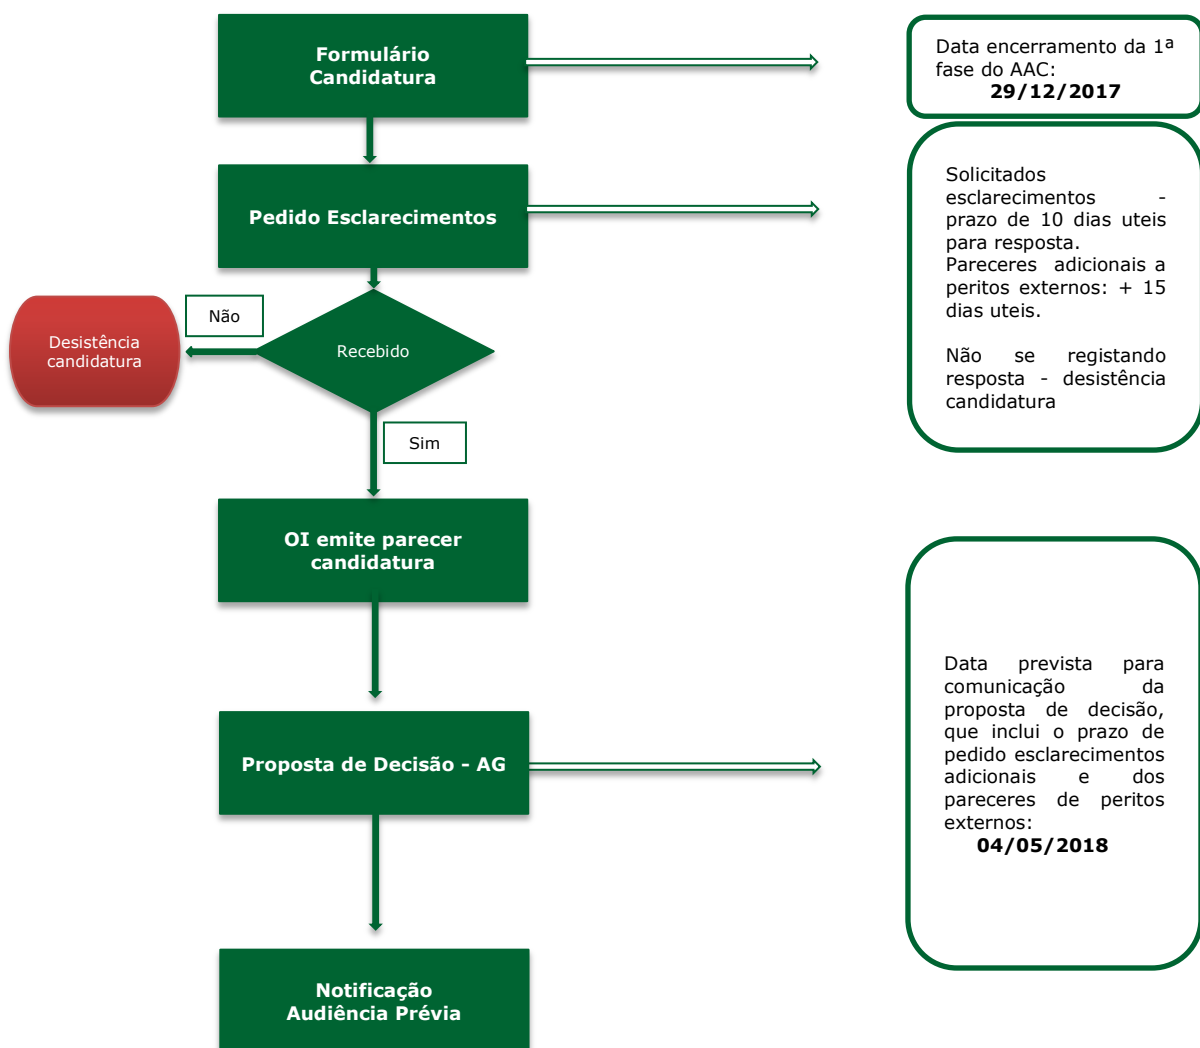 Formulário
Candidatura
Data encerramento da 1ª
fase do AAC:
29/12/2017
Pedido Esclarecimentos
Solicitados
esclarecimentos -
prazo de 10 dias uteis
para resposta.
Pareceres adicionais a
peritos externos: + 15
dias uteis.
Não se registando
resposta - desistência
candidatura
Não
Desistência
candidatura
Recebido
Sim
OI emite parecer
candidatura
Proposta de Decisão - AG
Data prevista para
comunicação da
proposta de decisão,
que inclui o prazo de
pedido esclarecimentos
adicionais e dos
pareceres de peritos
externos:
04/05/2018
Notificação
Audiência Prévia